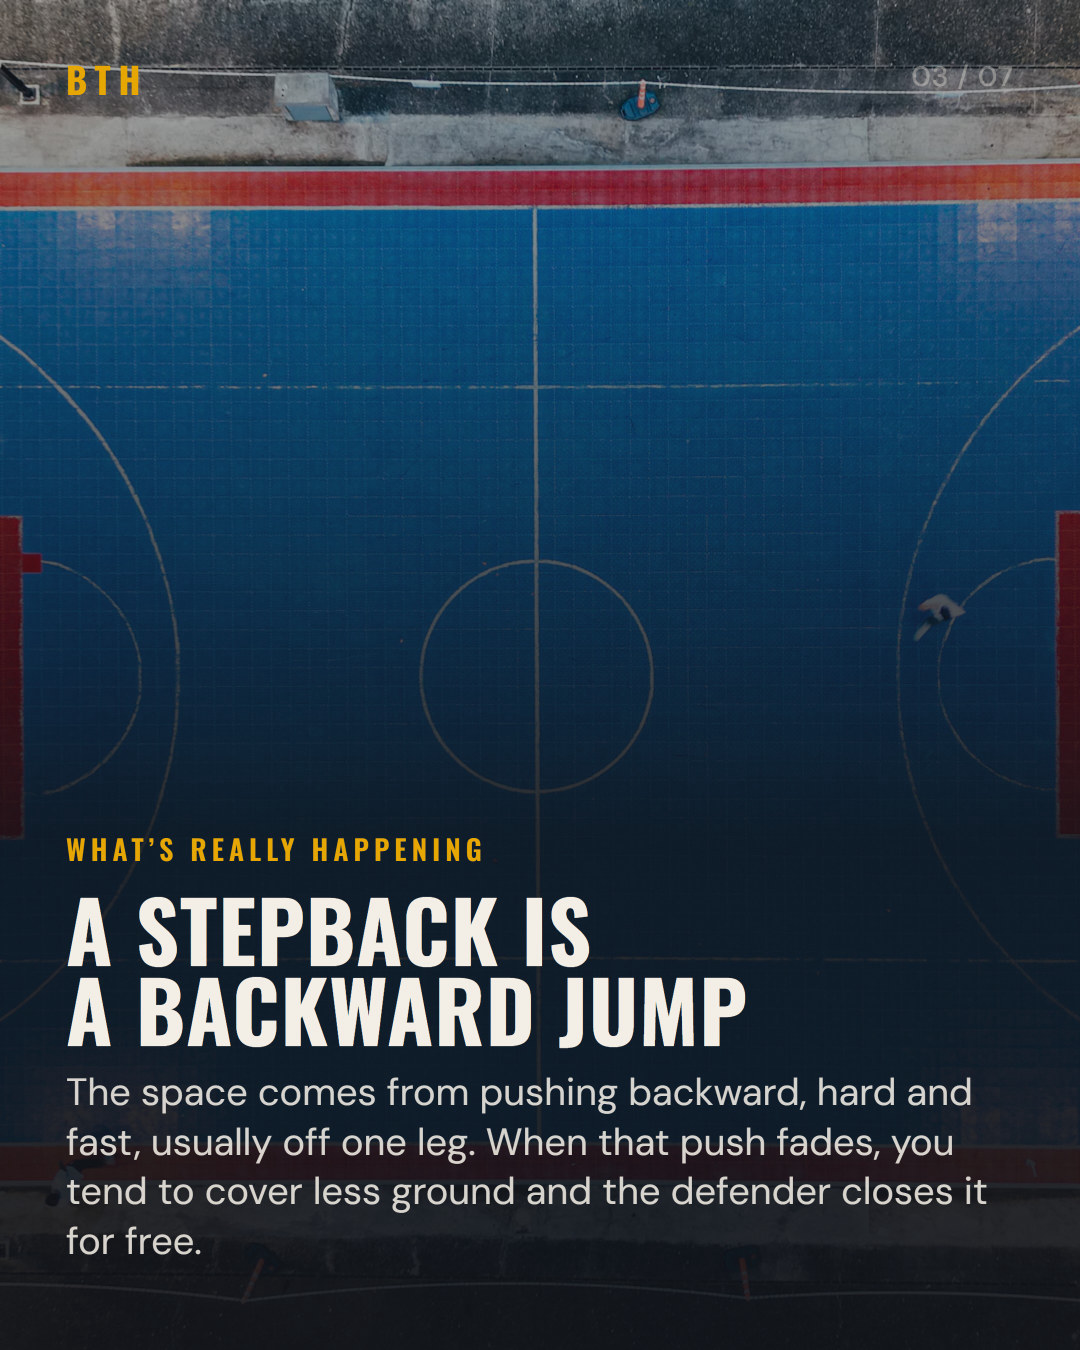 BTH
03 / 07
WHAT’S REALLY HAPPENING
A STEPBACK IS
A BACKWARD JUMP
The space comes from pushing backward, hard and
fast, usually off one leg. When that push fades, you
tend to cover less ground and the defender closes it
for free.